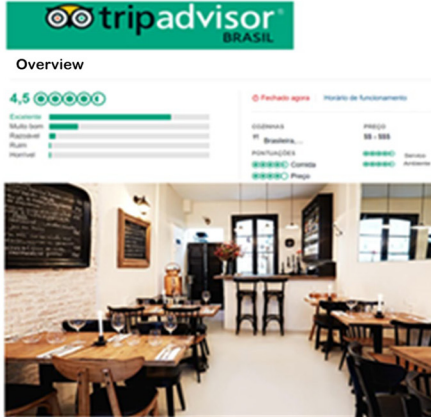 tripadvisor®
BRASIL
Overview
4,5
Fechado agora Horário de funcionamento
Excelente
Muito bom
Razoável
Ruim
Horrível
COZINHAS
Brasileira,...
PREÇO
$$ - $$$
PONTUAÇÕES
Comida
Preço
Serviço
Ambiente